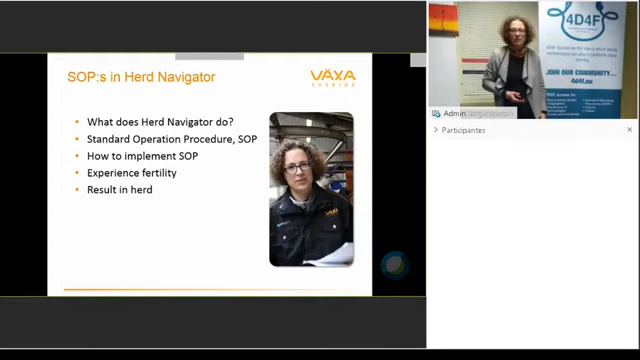 SOP:s in Herd Navigator
VÄXA
SVERIGE
What does Herd Navigator do?
Standard Operation Procedure, SOP
How to implement SOP
Experience fertility
Result in herd
4D4F
JOIN OUR COMMUNITY...
4d4f.eu
Admin (organizador)
Participantes